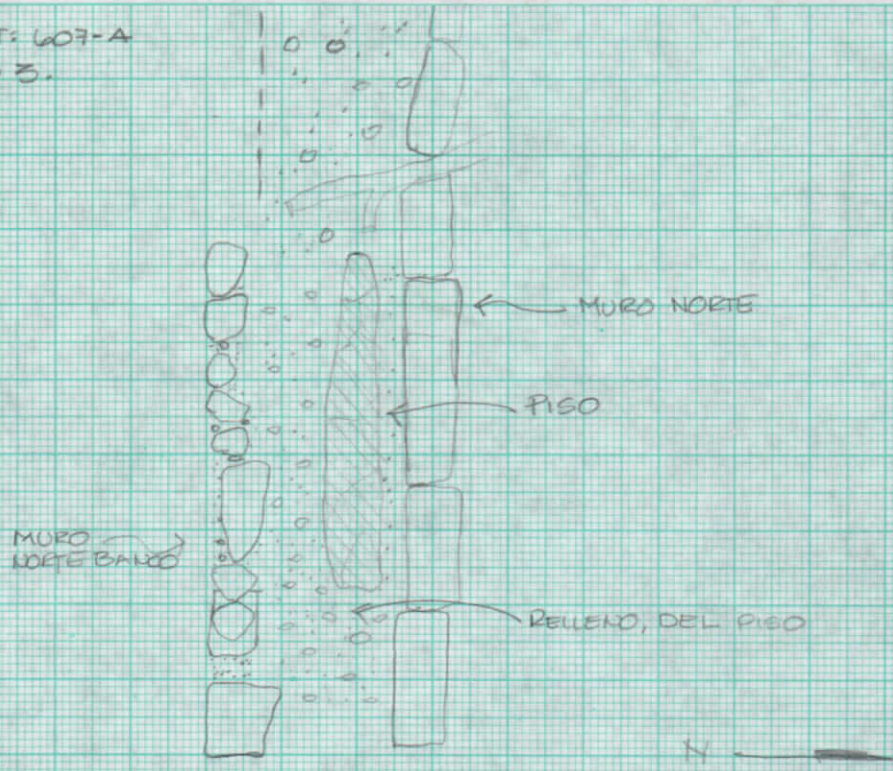 T: 607-A
3.
MURO NORTE
PISO
MURO
NORTE BANCO
RELLENO, DEL PISO
N